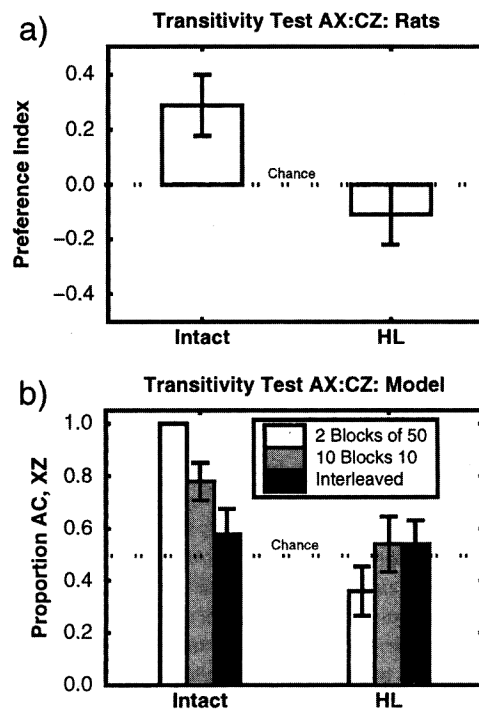 a)
Transitivity Test AX:CZ: Rats
Preference Index
0.4
0.2
0.0
−0.2
−0.4
Chance
Intact
HL
b)
Transitivity Test AX:CZ: Model
Proportion AC, XZ
1.0
0.8
0.6
0.4
0.2
0.0
2 Blocks of 50
10 Blocks 10
Interleaved
Chance
Intact
HL